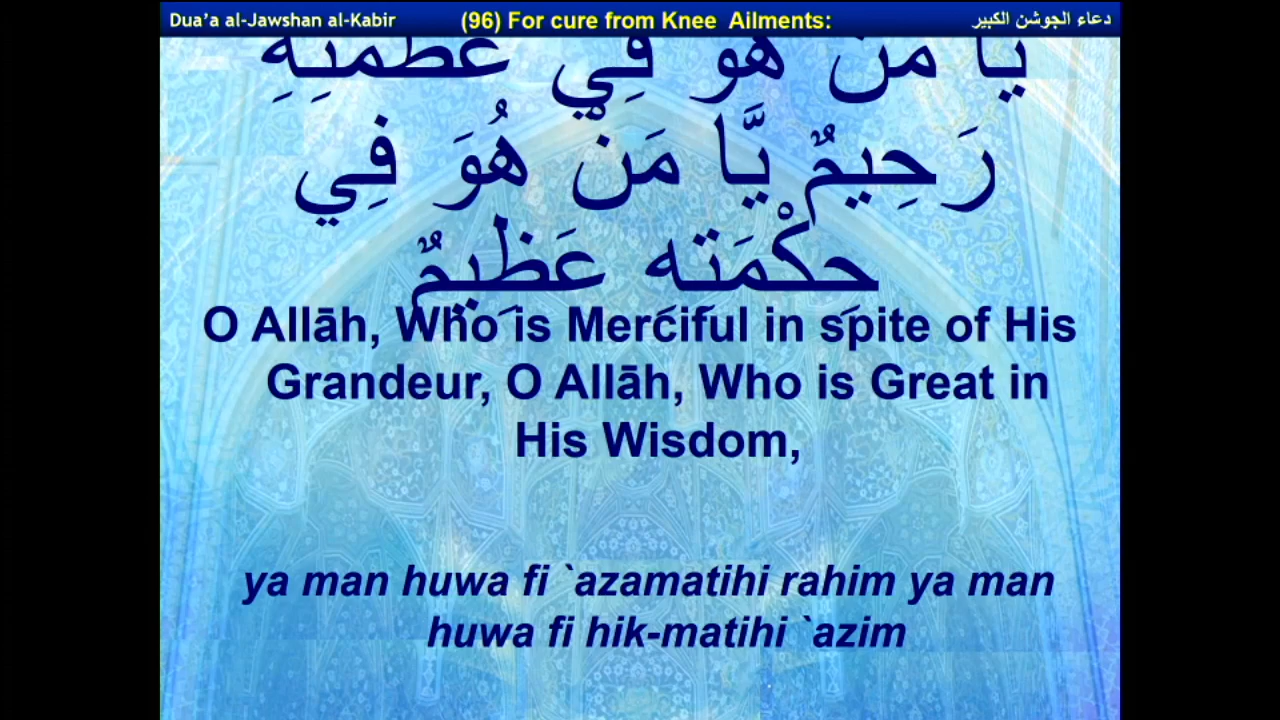 Dua’a al-Jawshan al-Kabir (96) For cure from Knee Ailments: دعاء الجوشن الكبير
يَا مَنْ هُوَ فِي عَظَمَتِهِ
رَحِيمٌ يَّا مَنْ هُوَ فِي
حِكْمَتِهِ عَظِيمٌ
O Allāh, Who is Merciful in spite of His
Grandeur, O Allāh, Who is Great in
His Wisdom,
ya man huwa fi `azamatihi rahim ya man
huwa fi hik-matihi `azim